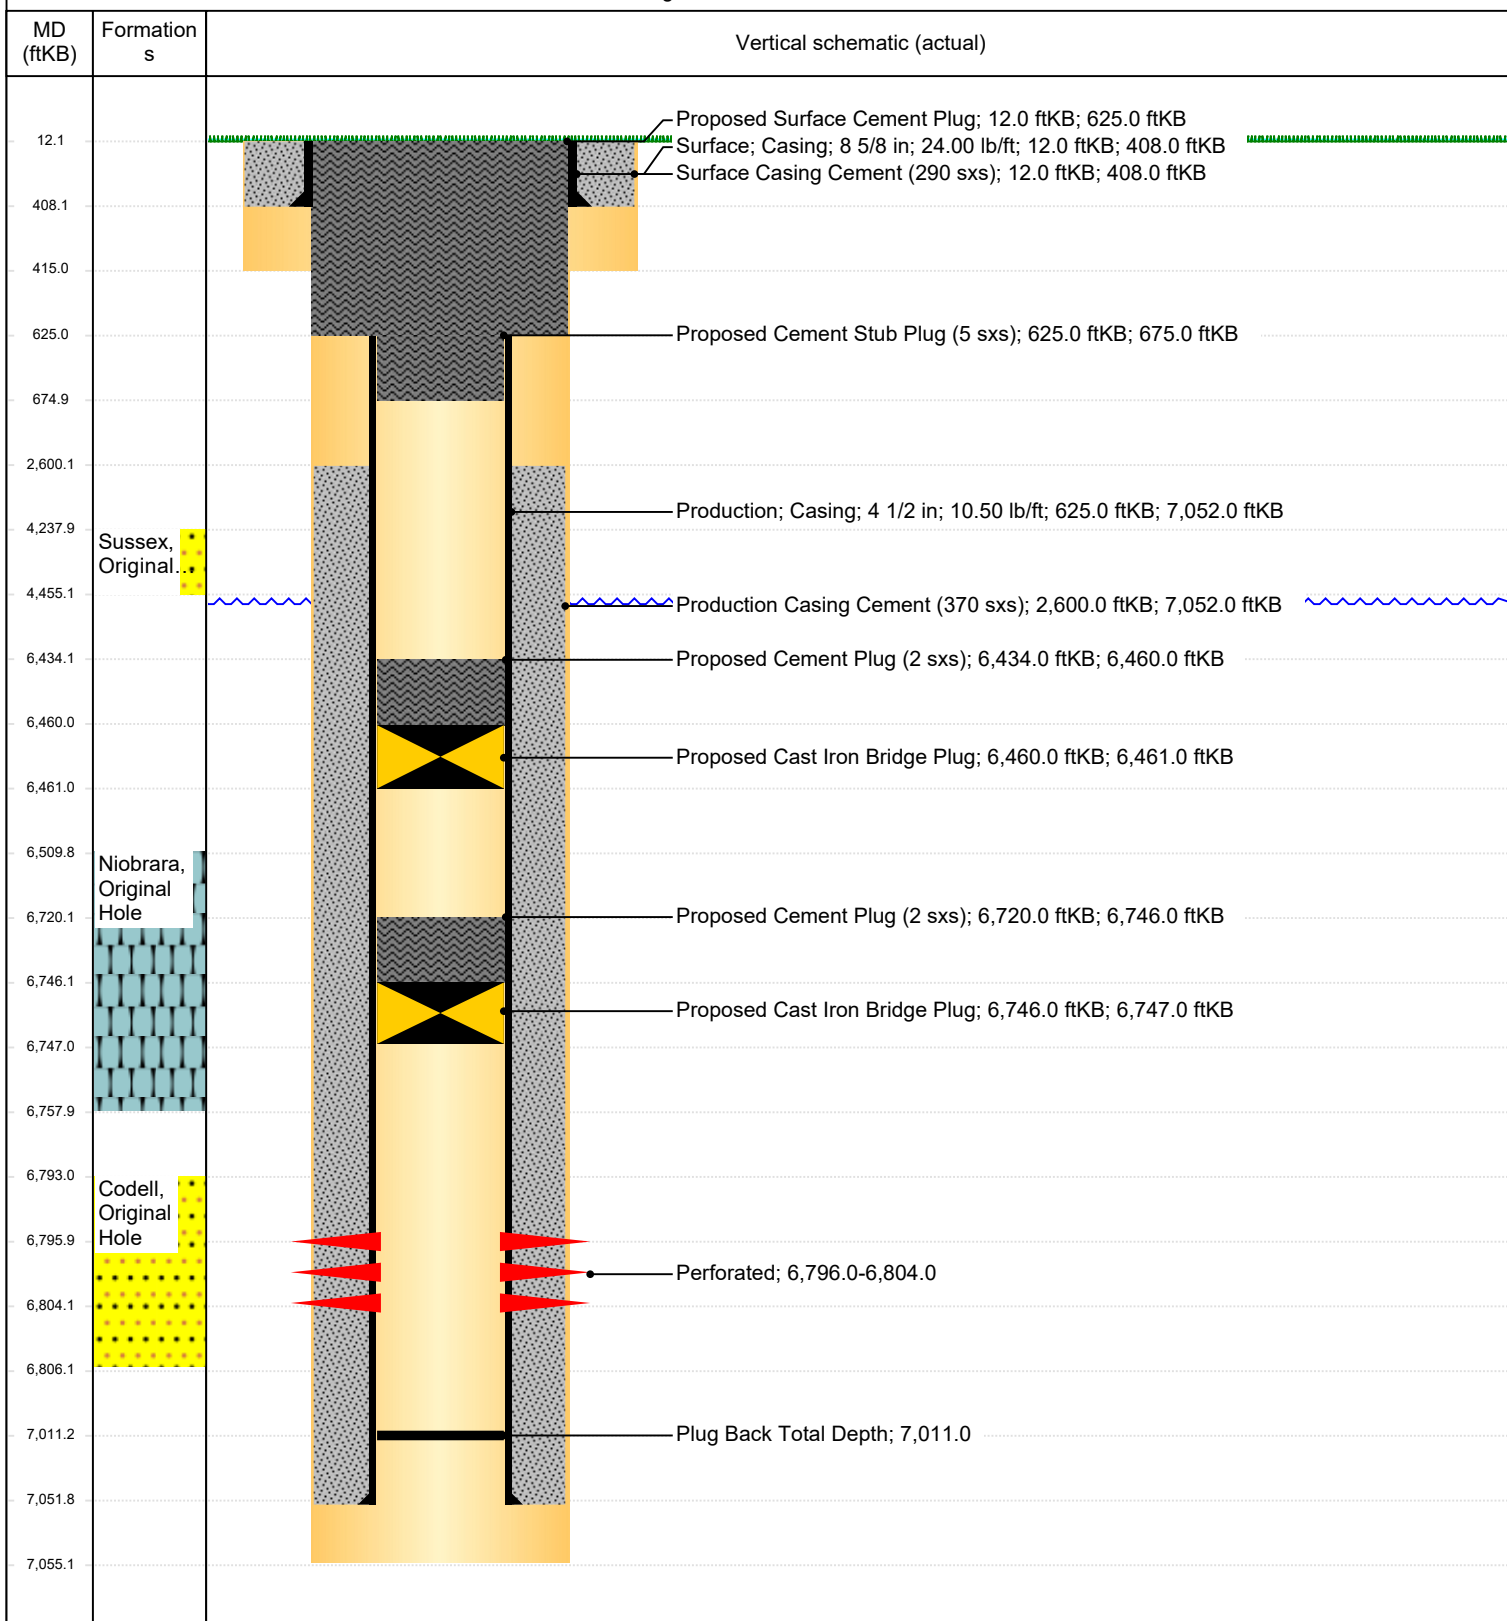 MD
(ftKB)
Formation
s
Vertical schematic (actual)
Proposed Surface Cement Plug; 12.0 ftKB; 625.0 ftKB
12.1
Surface; Casing; 8 5/8 in; 24.00 lb/ft; 12.0 ftKB; 408.0 ftKB
Surface Casing Cement (290 sxs); 12.0 ftKB; 408.0 ftKB
408.1
415.0
625.0
Proposed Cement Stub Plug (5 sxs); 625.0 ftKB; 675.0 ftKB
674.9
2,600.1
Production; Casing; 4 1/2 in; 10.50 lb/ft; 625.0 ftKB; 7,052.0 ftKB
4,237.9
Sussex,
Original...
4,455.1
Production Casing Cement (370 sxs); 2,600.0 ftKB; 7,052.0 ftKB
6,434.1
Proposed Cement Plug (2 sxs); 6,434.0 ftKB; 6,460.0 ftKB
6,460.0
Proposed Cast Iron Bridge Plug; 6,460.0 ftKB; 6,461.0 ftKB
6,461.0
6,509.8
Niobrara,
Original
Hole
6,720.1
Proposed Cement Plug (2 sxs); 6,720.0 ftKB; 6,746.0 ftKB
6,746.1
Proposed Cast Iron Bridge Plug; 6,746.0 ftKB; 6,747.0 ftKB
6,747.0
6,757.9
6,793.0
Codell,
Original
Hole
6,795.9
Perforated; 6,796.0-6,804.0
6,804.1
6,806.1
7,011.2
Plug Back Total Depth; 7,011.0
7,051.8
7,055.1